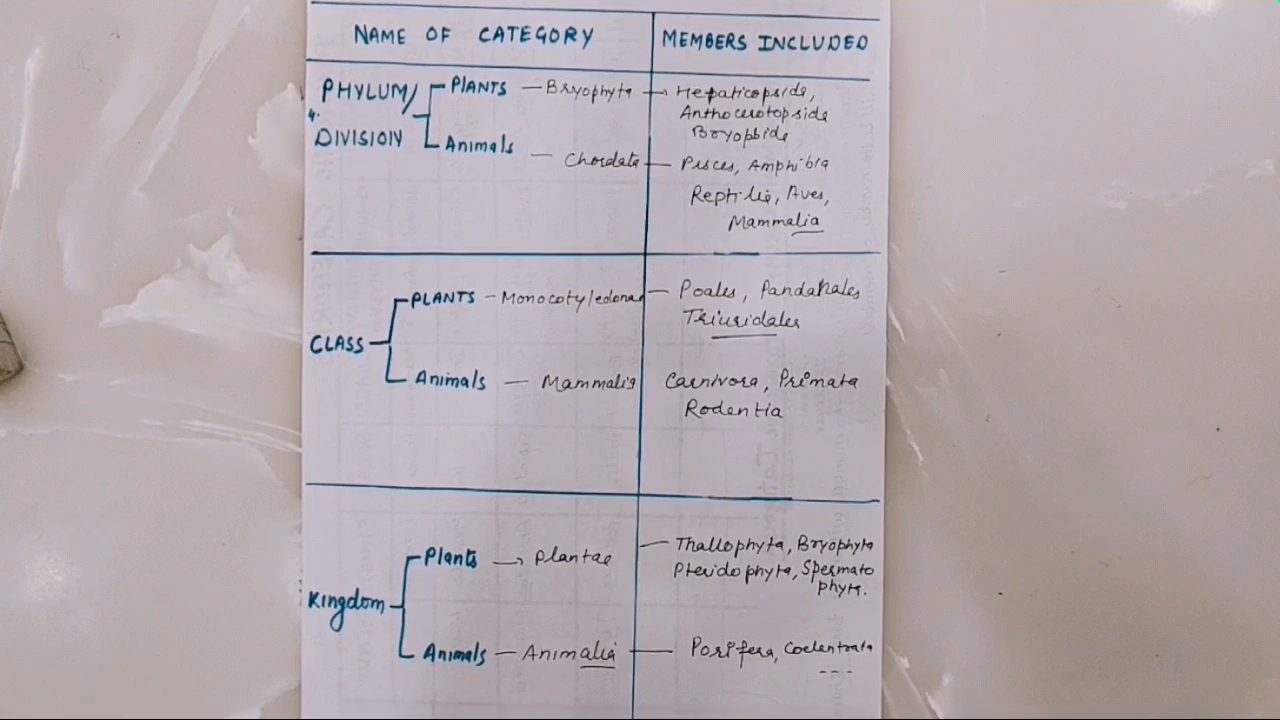 NAME OF CATEGORY MEMBERS INCLUDED
PHYLUM/ PLANTS — Bryophyta → Hepaticopside,
4. Anthocerotopside
DIVISION Animals Bryopbide
— Chordata — Pisces, Amphibia
Reptilia, Aves,
Mammalia
PLANTS – Monocotyledonae — Poales, Pandanales
Triuridales
CLASS
Animals — Mammalia Carnivora, Primata
Rodentia
Plants → Plantae — Thallophyta, Bryophyta
Pteridophyta, Spermato
phyta.
Kingdom
Animals — Animalia — Porifera, Coelentrata
----